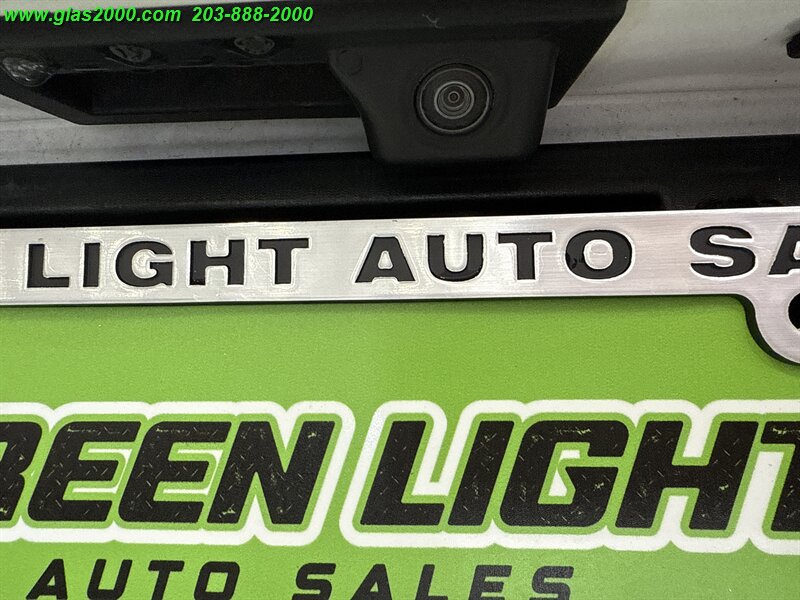 www.glas2000.com 203-888-2000
LIGHT AUTO SA
REEN LIGHT
AUTO SALES